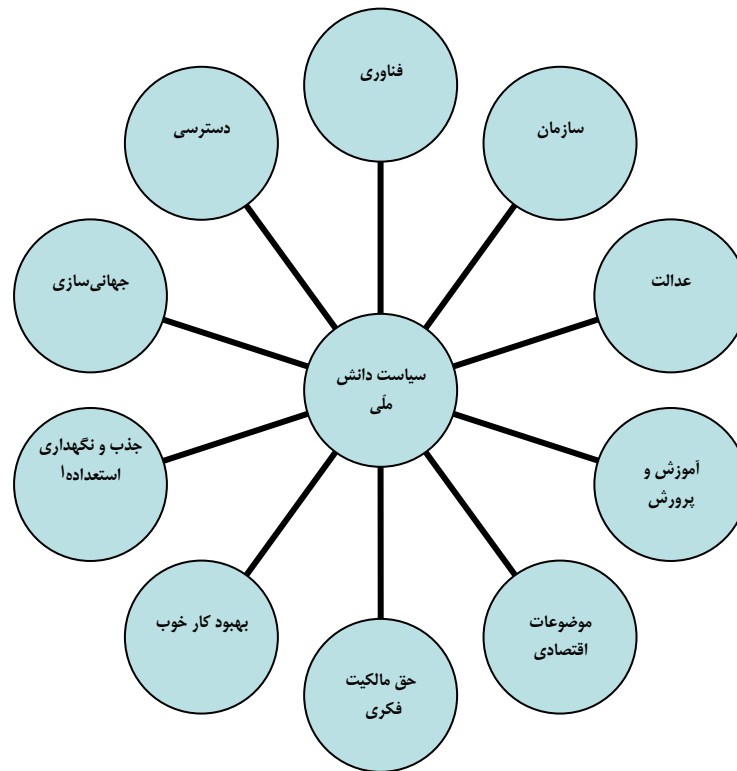 فناوری
سازمان
دسترسی
عدالت
جهانی‌سازی
سیاست دانش
ملّی
جذب و نگهداری
استعدادها
آموزش و
پرورش
بهبود کار خوب
موضوعات
اقتصادی
حق مالکیت
فکری